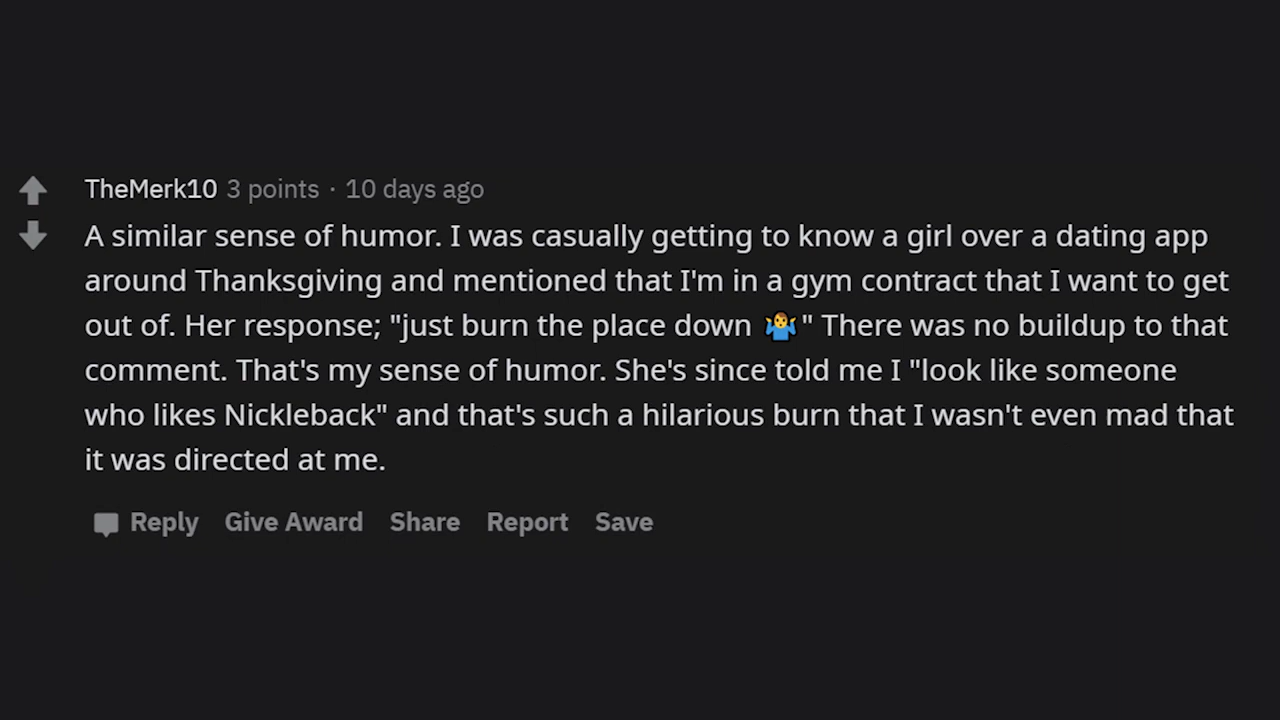 TheMerk10 3 points · 10 days ago
A similar sense of humor. I was casually getting to know a girl over a dating app
around Thanksgiving and mentioned that I'm in a gym contract that I want to get
out of. Her response; "just burn the place down 🤷‍♂️" There was no buildup to that
comment. That's my sense of humor. She's since told me I "look like someone
who likes Nickleback" and that's such a hilarious burn that I wasn't even mad that
it was directed at me.
Reply Give Award Share Report Save